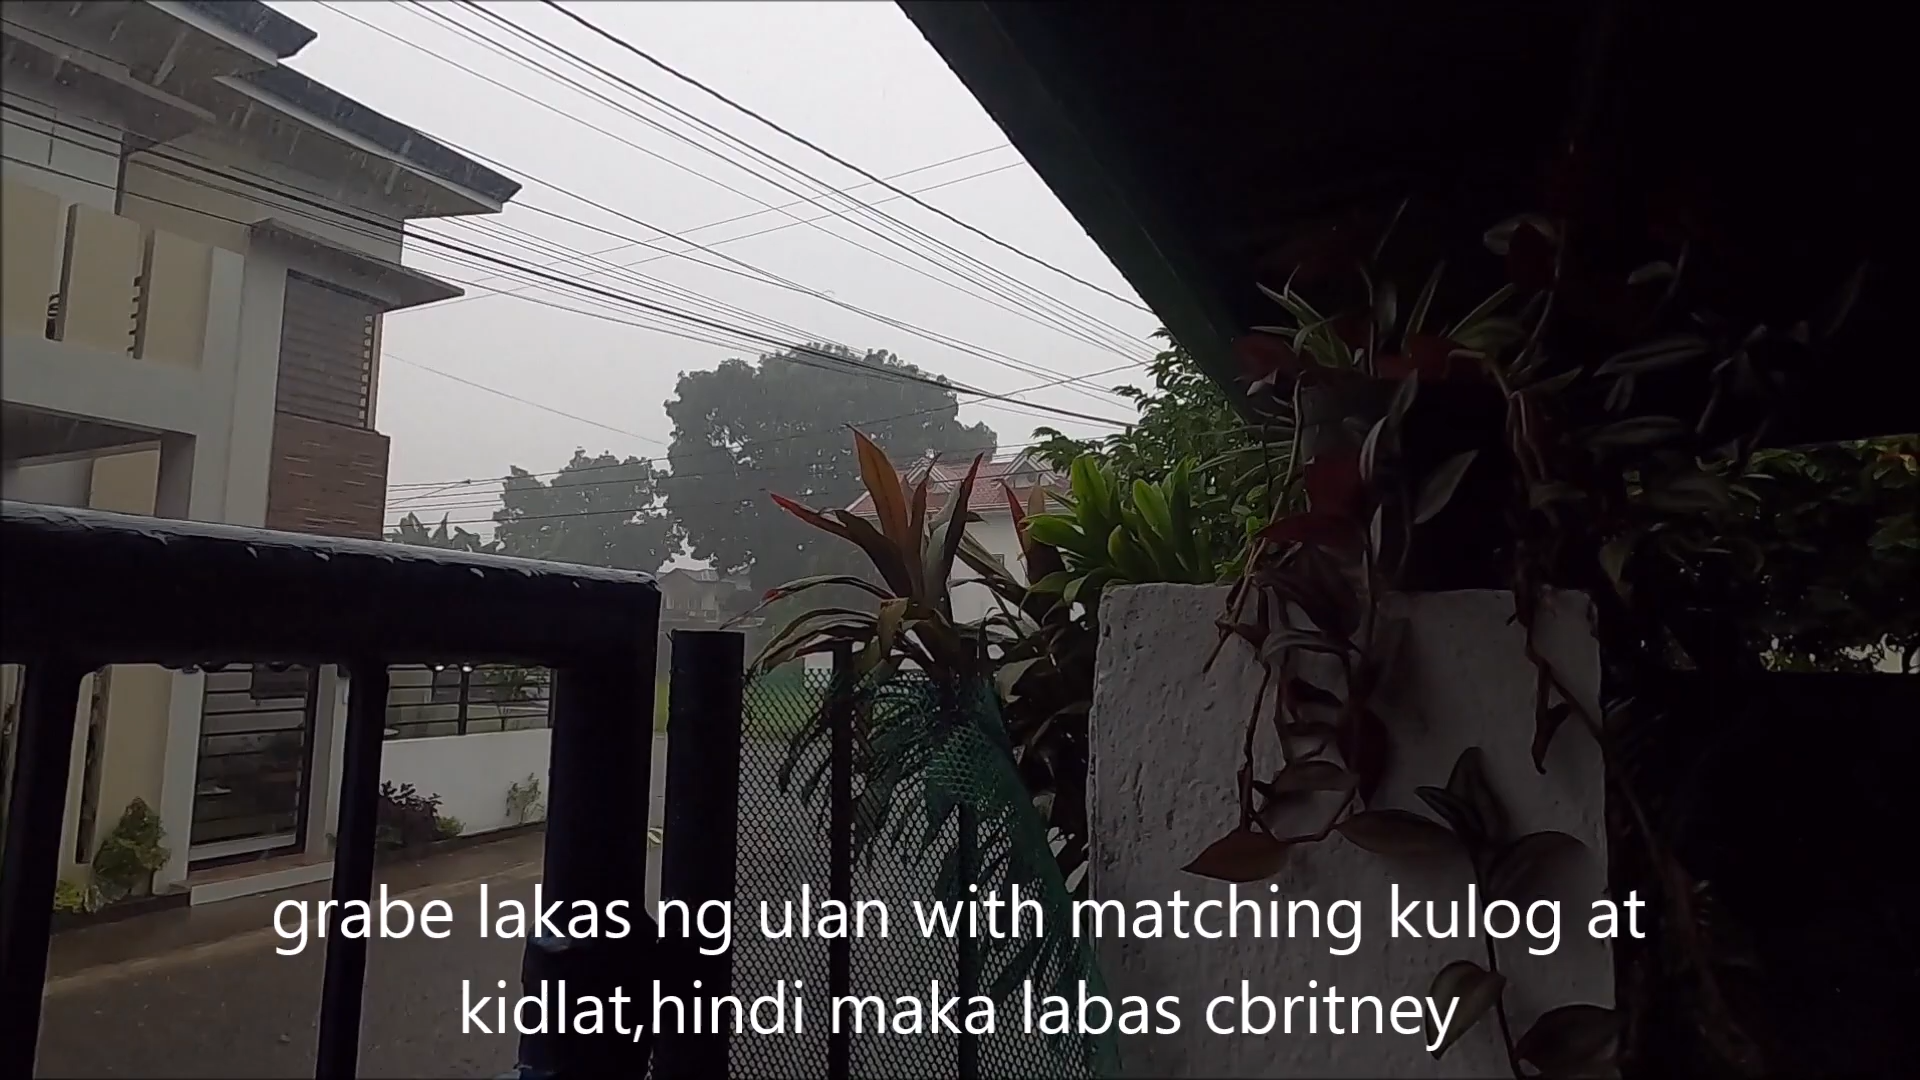 grabe lakas ng ulan with matching kulog at
kidlat,hindi maka labas cbritney